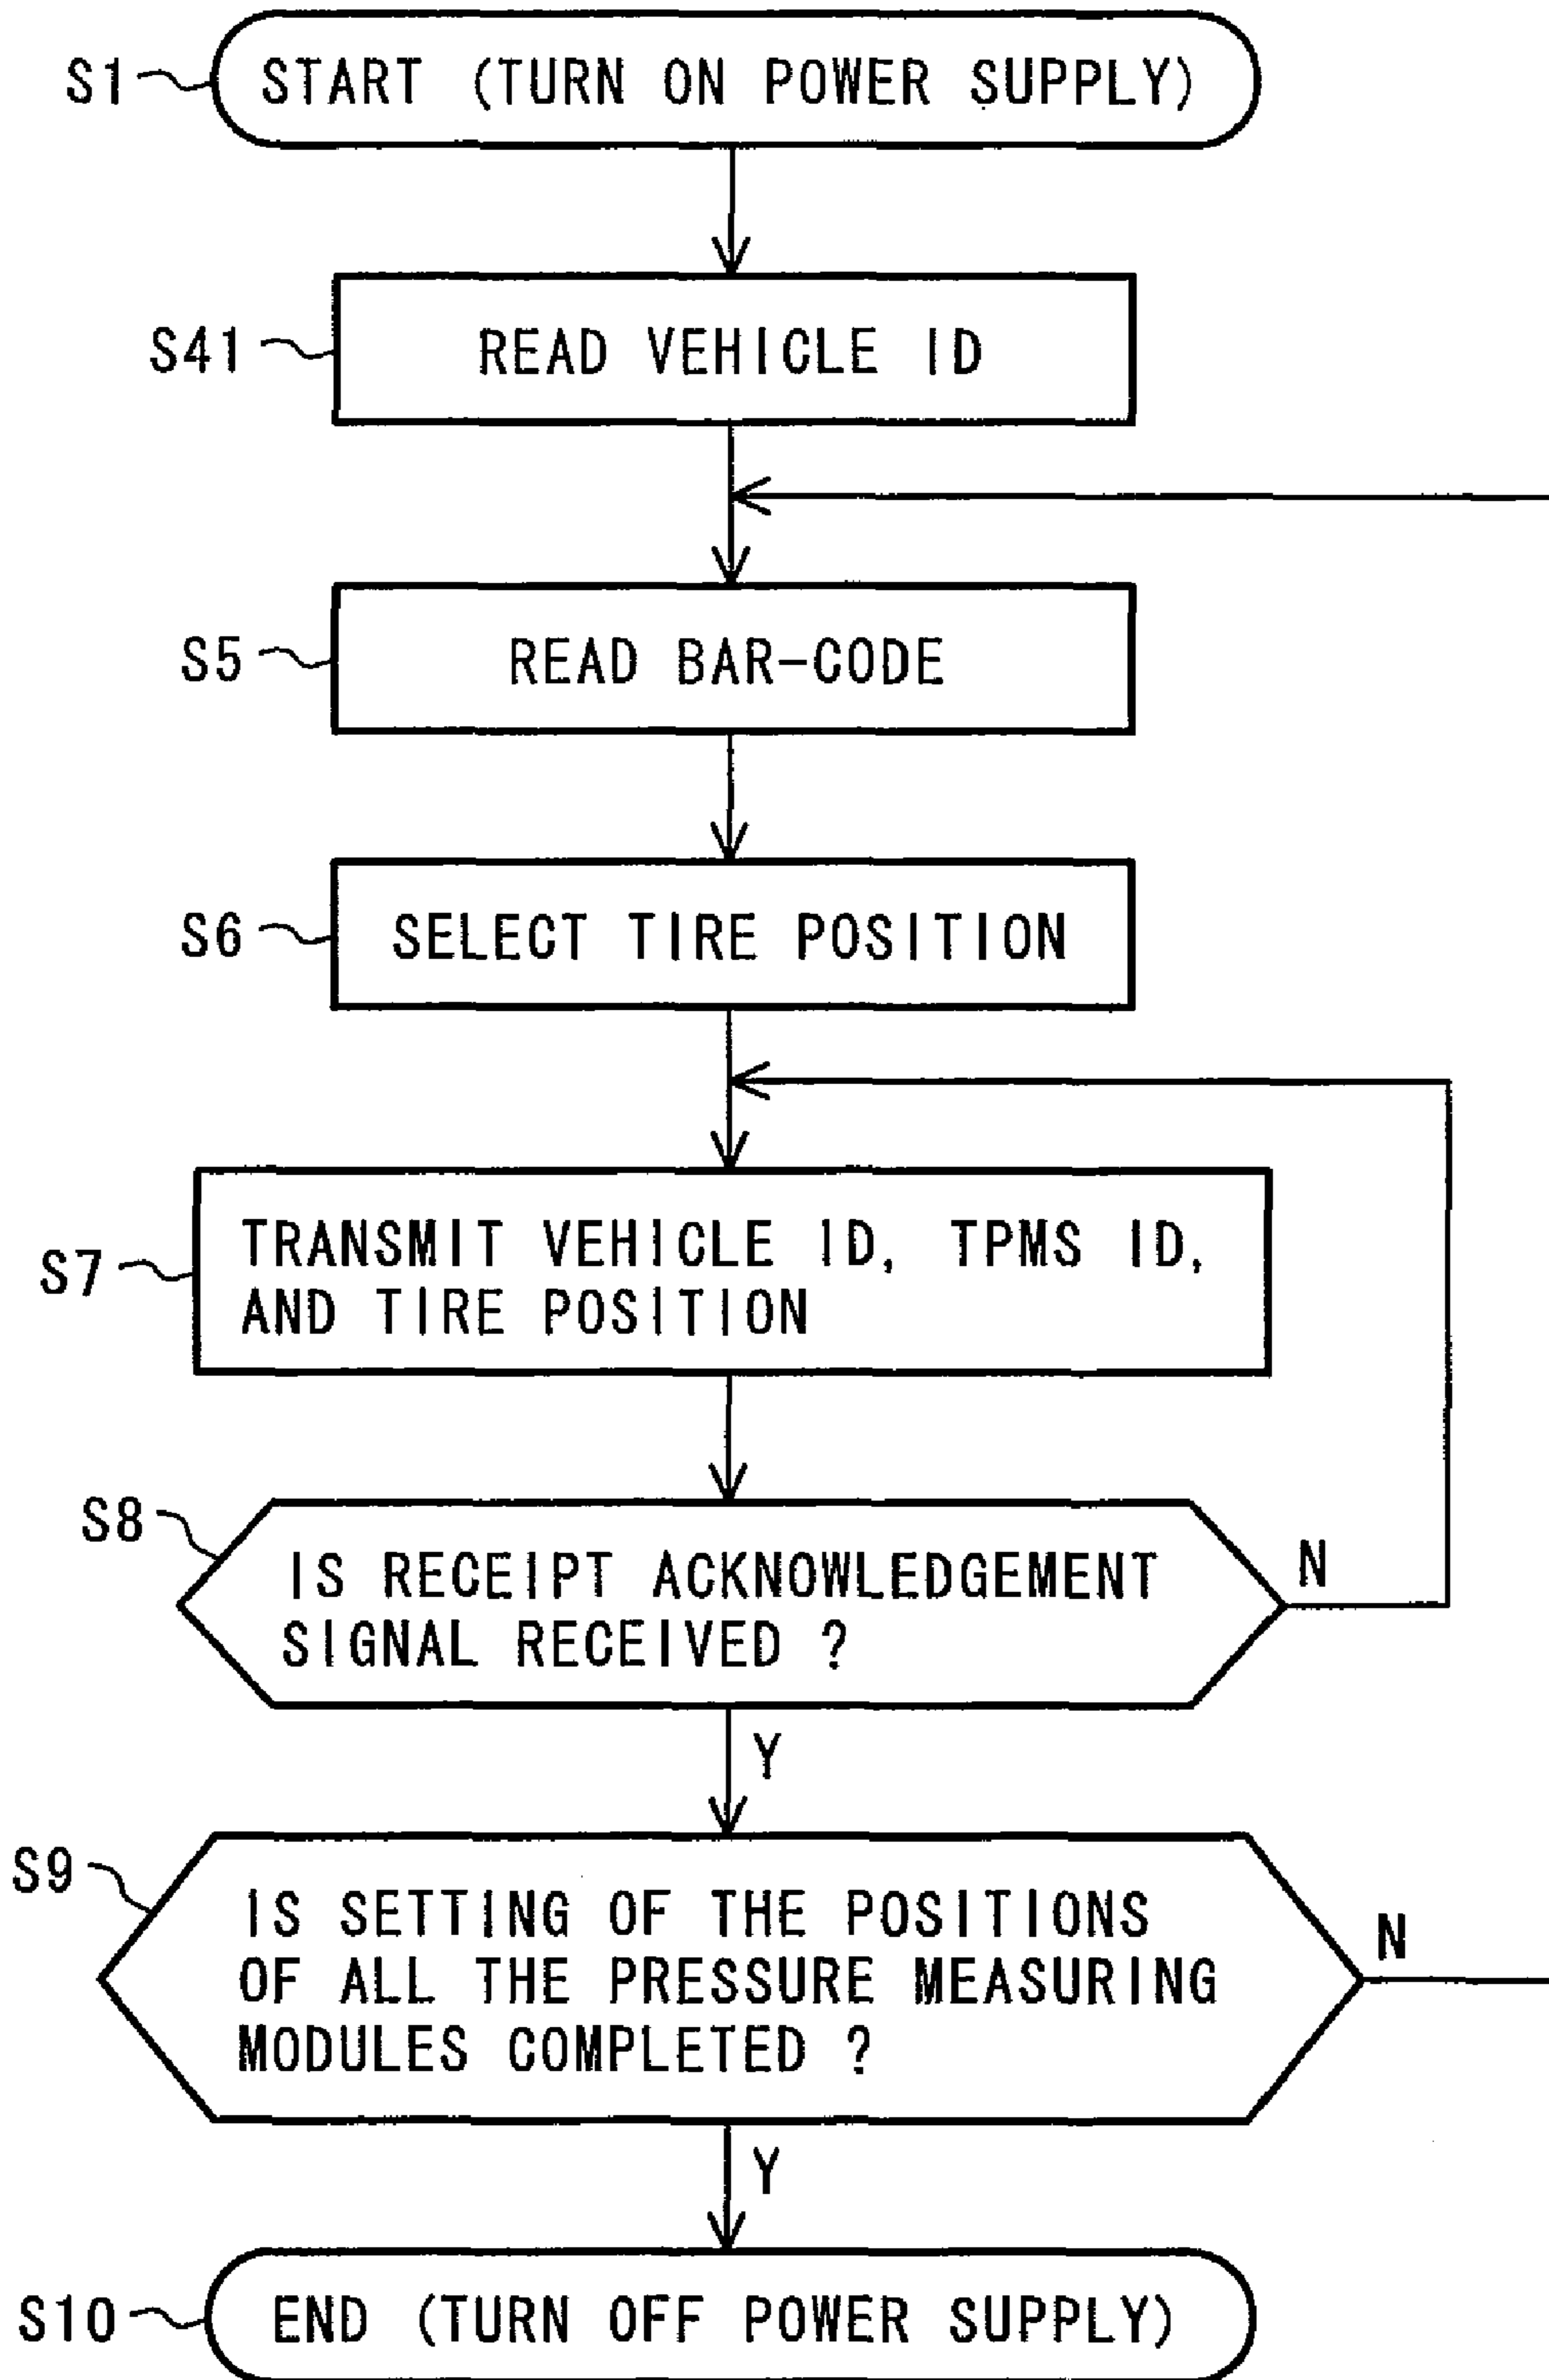 S1 START (TURN ON POWER SUPPLY)
S41 READ VEHICLE ID
S5 READ BAR-CODE
S6 SELECT TIRE POSITION
S7 TRANSMIT VEHICLE ID, TPMS ID,
AND TIRE POSITION
S8 IS RECEIPT ACKNOWLEDGEMENT
SIGNAL RECEIVED ?
N
Y
S9 IS SETTING OF THE POSITIONS
OF ALL THE PRESSURE MEASURING
MODULES COMPLETED ?
N
Y
S10 END (TURN OFF POWER SUPPLY)